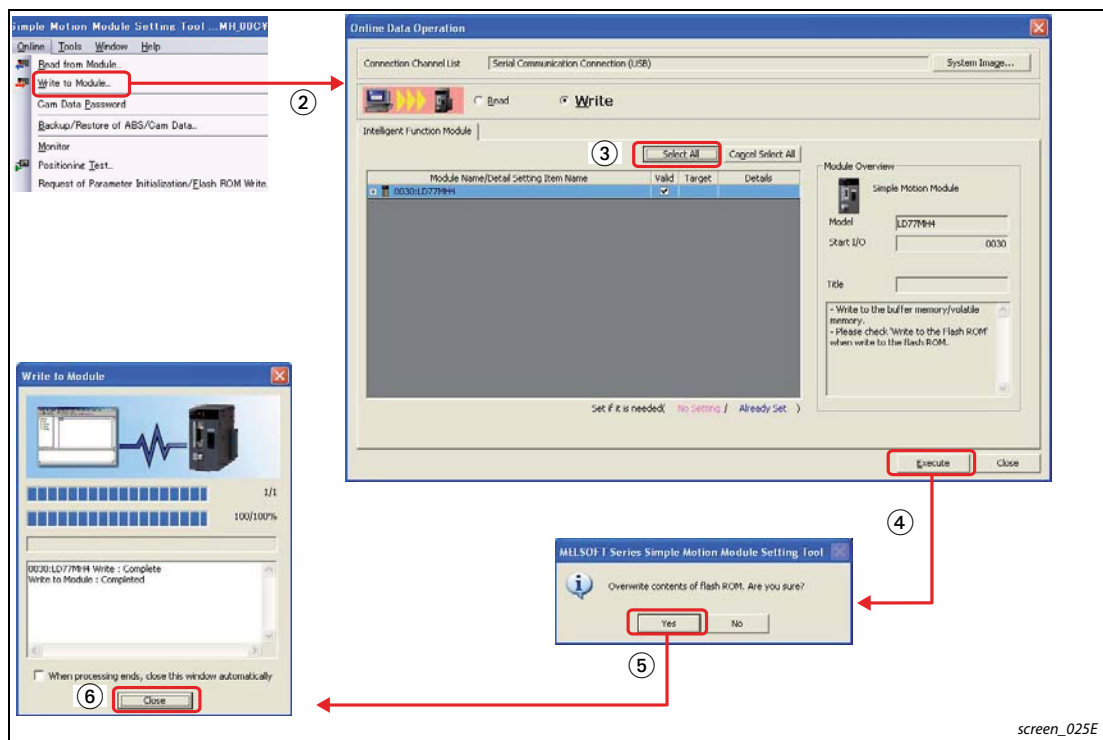 Simple Motion Module Setting Tool ...MH_00CY
Online Tools Window Help
Read from Module...
Write to Module...
Cam Data Password
Backup/Restore of ABS/Cam Data...
Monitor
Positioning Test...
Request of Parameter Initialization/Flash ROM Write
②
Online Data Operation
Connection Channel List Serial Communication Connection (USB) System Image...
Read Write
Intelligent Function Module
③ Select All Cancel Select All
Module Name/Detail Setting Item Name Valid Target Details
0030:LD77MH4
Module Overview
Simple Motion Module
Model LD77MH4
Start I/O 0030
Title
- Write to the buffer memory/volatile
memory.
- Please check 'Write to the Flash ROM'
when write to the flash ROM.
Set if it is needed( No Setting / Already Set )
Execute Close
④
MELSOFT Series Simple Motion Module Setting Tool
Overwrite contents of flash ROM. Are you sure?
Yes No
⑤
Write to Module
1/1
100/100%
0030:LD77MH4 Write : Complete
Write to Module : Completed
When processing ends, close this window automatically
⑥ Close
screen_025E